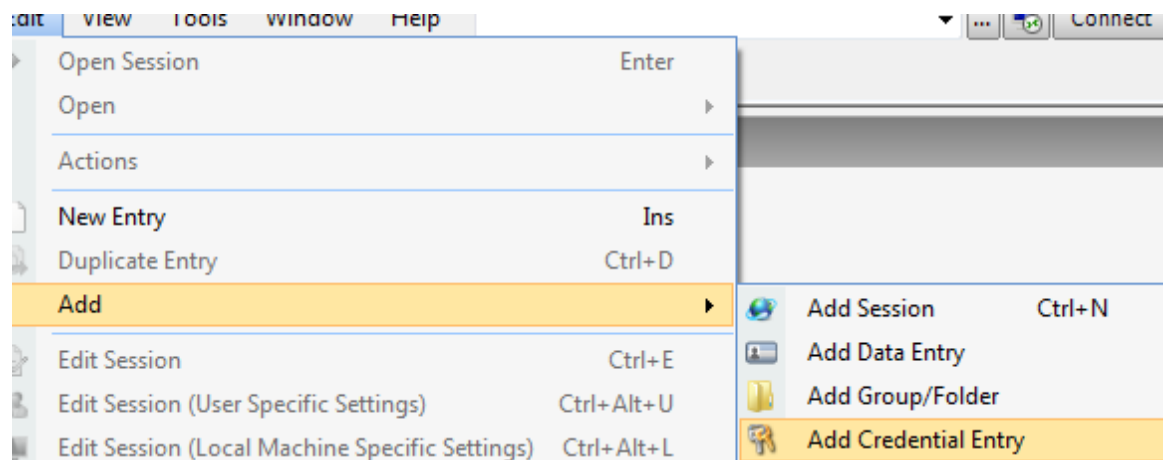 Edit View Tools Window Help ... Connect
Open Session Enter
Open
Actions
New Entry Ins
Duplicate Entry Ctrl+D
Add
Add Session Ctrl+N
Edit Session Ctrl+E
Add Data Entry
Edit Session (User Specific Settings) Ctrl+Alt+U
Add Group/Folder
Edit Session (Local Machine Specific Settings) Ctrl+Alt+L
Add Credential Entry